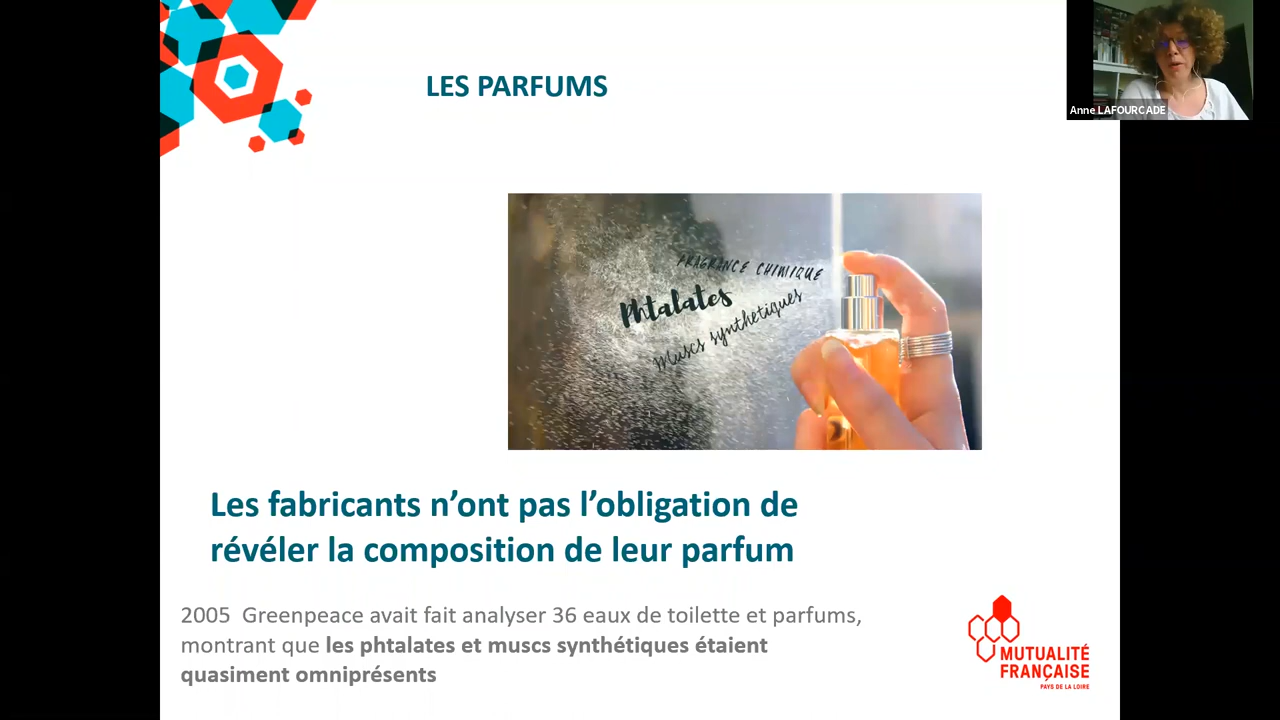 LES PARFUMS
Anne LAFOURCADE
FRAGRANCE CHIMIQUE
Phtalates
Muscs synthetiques
Les fabricants n’ont pas l’obligation de
révéler la composition de leur parfum
2005  Greenpeace avait fait analyser 36 eaux de toilette et parfums,
montrant que les phtalates et muscs synthétiques étaient
quasiment omniprésents
MUTUALITÉ
FRANÇAISE
PAYS DE LA LOIRE